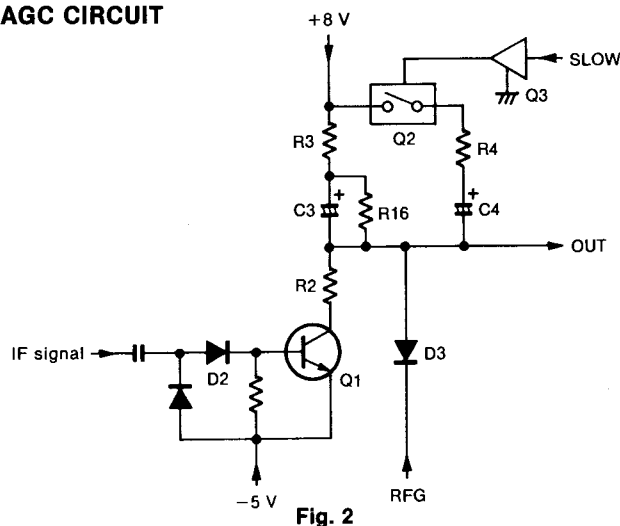 AGC CIRCUIT
+8 V
SLOW
Q3
Q2
R3
R4
C3
+
R16
+
C4
OUT
R2
IF signal
D2
Q1
D3
−5 V
RFG
Fig. 2